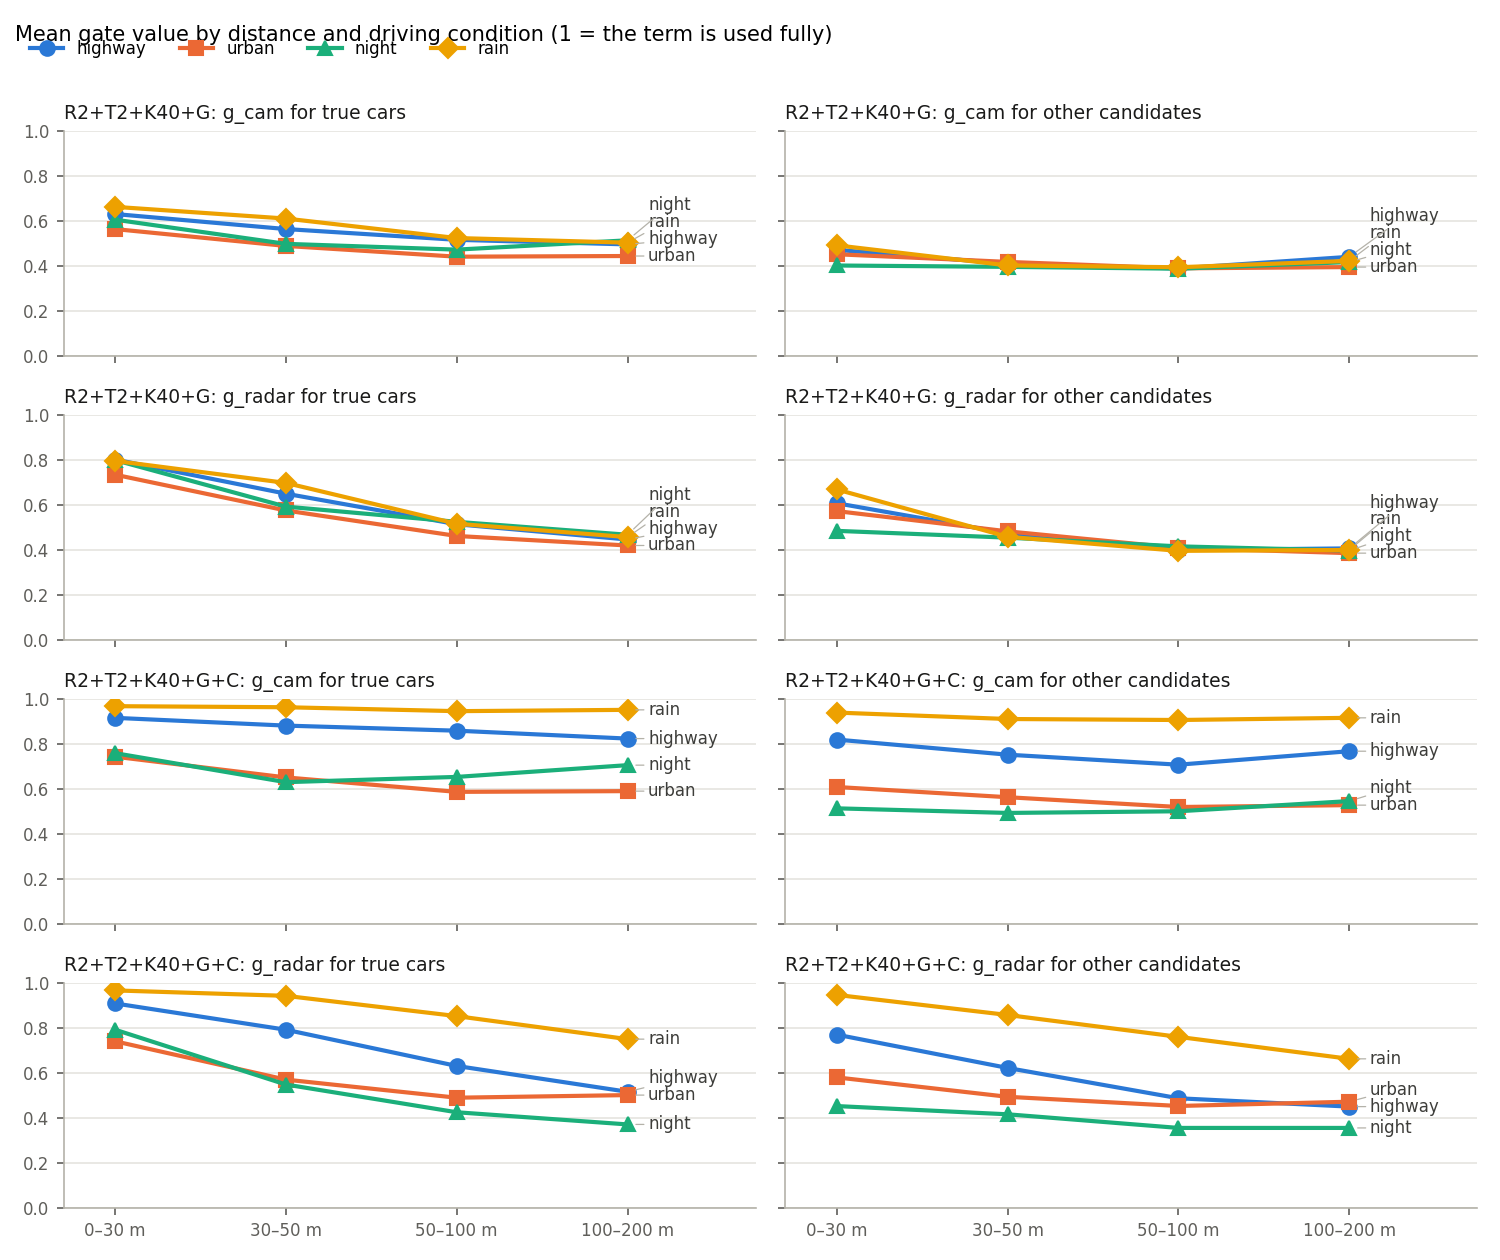 Mean gate value by distance and driving condition (1 = the term is used fully)
highway urban night rain
R2+T2+K40+G: g_cam for true cars
1.0
0.8
0.6
0.4
0.2
0.0
night
rain
highway
urban
R2+T2+K40+G: g_cam for other candidates
highway
rain
night
urban
R2+T2+K40+G: g_radar for true cars
1.0
0.8
0.6
0.4
0.2
0.0
night
rain
highway
urban
R2+T2+K40+G: g_radar for other candidates
highway
rain
night
urban
R2+T2+K40+G+C: g_cam for true cars
1.0
0.8
0.6
0.4
0.2
0.0
rain
highway
night
urban
R2+T2+K40+G+C: g_cam for other candidates
rain
highway
night
urban
R2+T2+K40+G+C: g_radar for true cars
1.0
0.8
0.6
0.4
0.2
0.0
rain
highway
urban
night
0–30 m 30–50 m 50–100 m 100–200 m
R2+T2+K40+G+C: g_radar for other candidates
rain
urban
highway
night
0–30 m 30–50 m 50–100 m 100–200 m